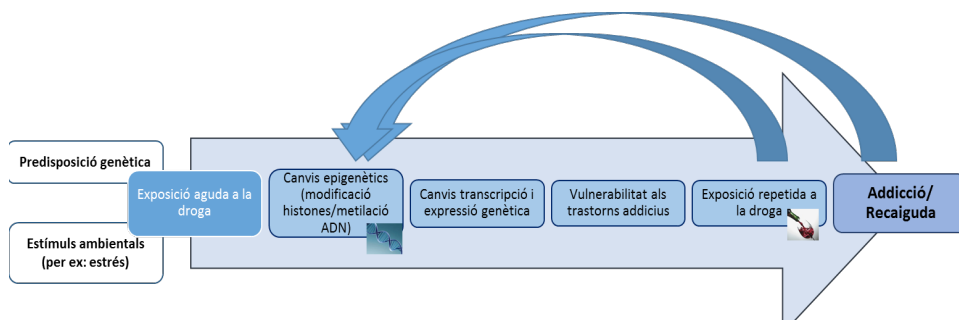 Predisposició genètica
Estímuls ambientals
(per ex: estrés)
Exposició aguda a la
droga
Canvis epigenètics
(modificació
histones/metilació
ADN)
Canvis transcripció i
expressió genètica
Vulnerabilitat als
trastorns addicius
Exposició repetida a
la droga
Addicció/
Recaiguda